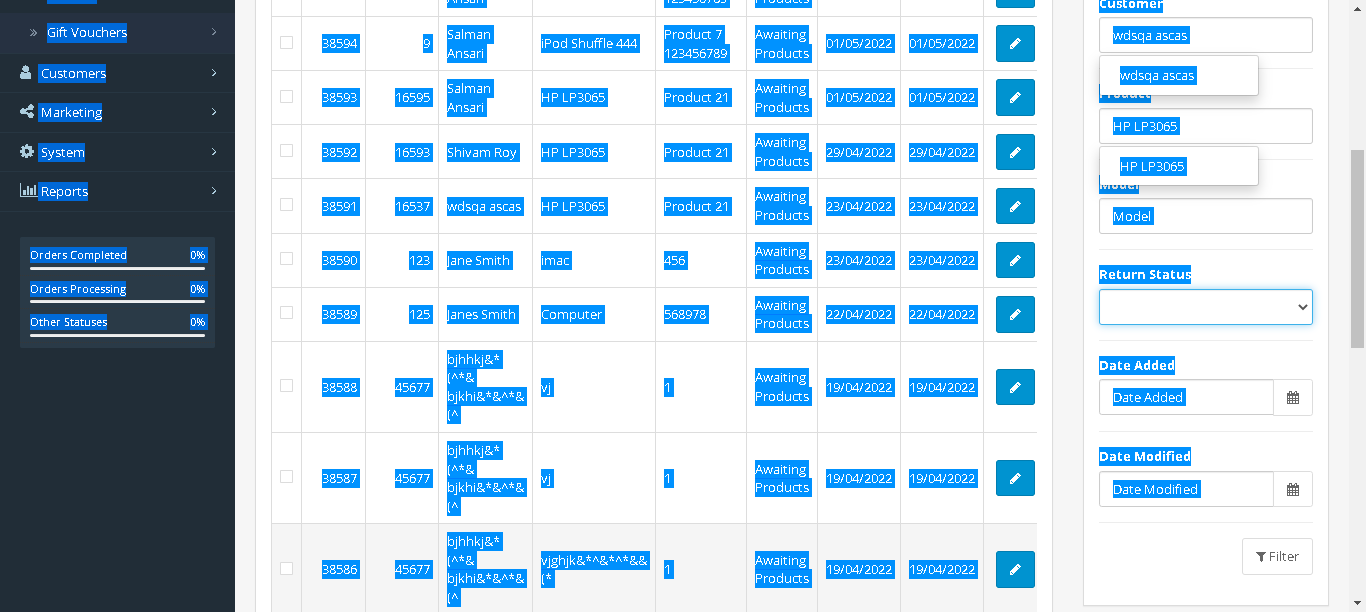 Gift Vouchers
Customers
Marketing
System
Reports
Orders Completed 0%
Orders Processing 0%
Other Statuses 0%
Ansari 123456789
38594 9 Salman Ansari iPod Shuffle 444 Product 7 123456789 Awaiting Products 01/05/2022 01/05/2022
38593 16595 Salman Ansari HP LP3065 Product 21 Awaiting Products 01/05/2022 01/05/2022
38592 16593 Shivam Roy HP LP3065 Product 21 Awaiting Products 29/04/2022 29/04/2022
38591 16537 wdsqa ascas HP LP3065 Product 21 Awaiting Products 23/04/2022 23/04/2022
38590 123 Jane Smith imac 456 Awaiting Products 23/04/2022 23/04/2022
38589 125 Janes Smith Computer 568978 Awaiting Products 22/04/2022 22/04/2022
38588 45677 bjhhkj&*(^*& bjkhi&*&^*&(^ vj 1 Awaiting Products 19/04/2022 19/04/2022
38587 45677 bjhhkj&*(^*& bjkhi&*&^*&(^ vj 1 Awaiting Products 19/04/2022 19/04/2022
38586 45677 bjhhkj&*(^*& bjkhi&*&^*&(^ vjghjk&*^&*^*&&(* 1 Awaiting Products 19/04/2022 19/04/2022
Customer
wdsqa ascas
wdsqa ascas
Product
HP LP3065
HP LP3065
Model
Model
Return Status
Date Added
Date Added
Date Modified
Date Modified
Filter